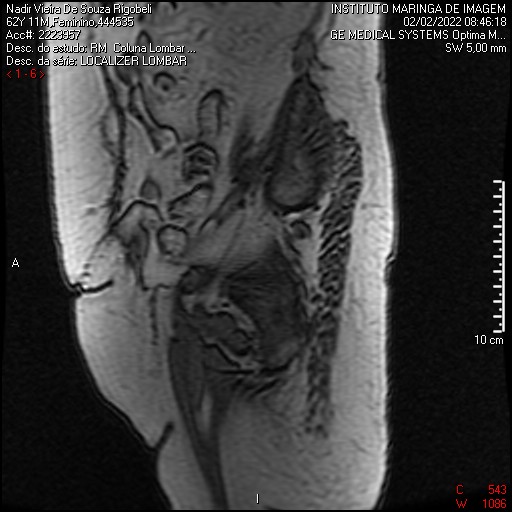 Nadir Vieira De Souza Rigobeli
62Y 11M,Feminino,444535
Acc#: 2223957
Desc. do estudo: RM Coluna Lombar ...
Desc. da série: LOCALIZER LOMBAR
< 1 - 6 >
INSTITUTO MARINGA DE IMAGEM
02/02/2022 08:46:18
GE MEDICAL SYSTEMS Optima M...
SW 5,00 mm
A
10 cm
I
C 543
W 1086